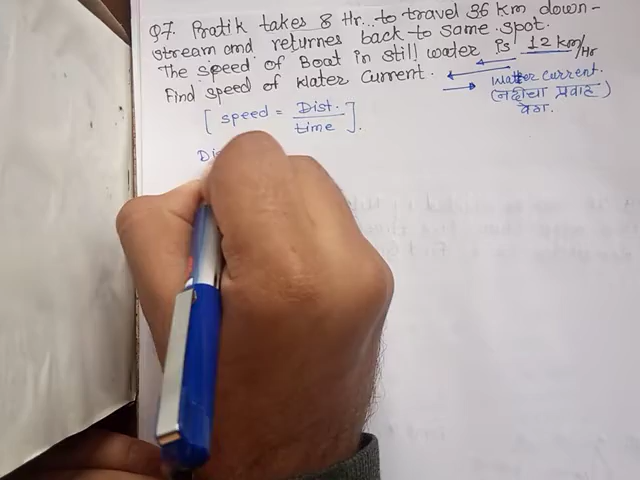 Q7. Pratik takes 8 Hr.. to travel 36 km down-
stream and returnes back to same spot.
The speed of Boat in still water is 12 km/Hr
Find speed of Water Current.
Water current.
(नदीचा प्रवाह)
वेग.
[ speed = Dist. / time ].